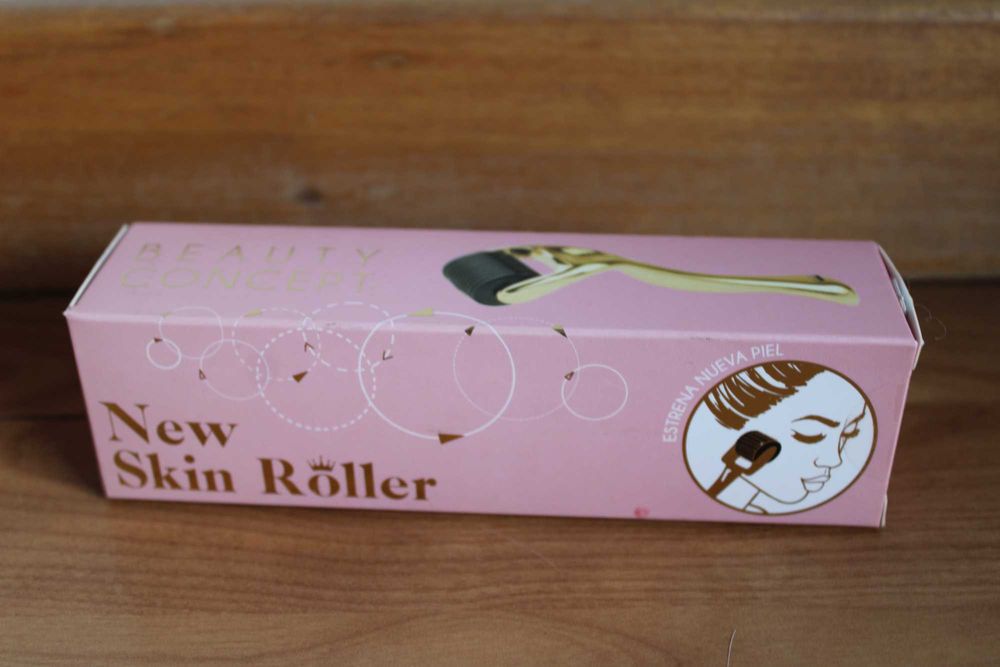 BEAUTY
CONCEPT
New
Skin Roller
ESTRENA NUEVA PIEL